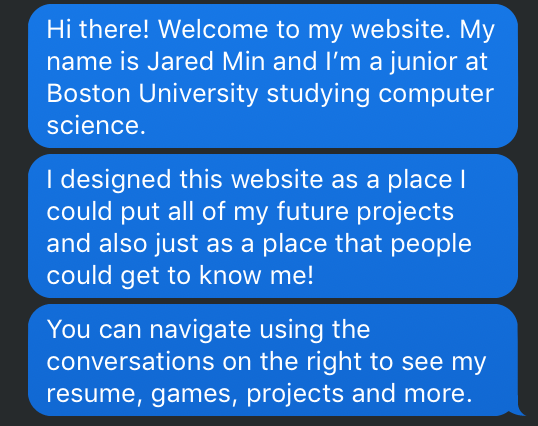 Hi there! Welcome to my website. My
name is Jared Min and I’m a junior at
Boston University studying computer
science.
I designed this website as a place I
could put all of my future projects
and also just as a place that people
could get to know me!
You can navigate using the
conversations on the right to see my
resume, games, projects and more.